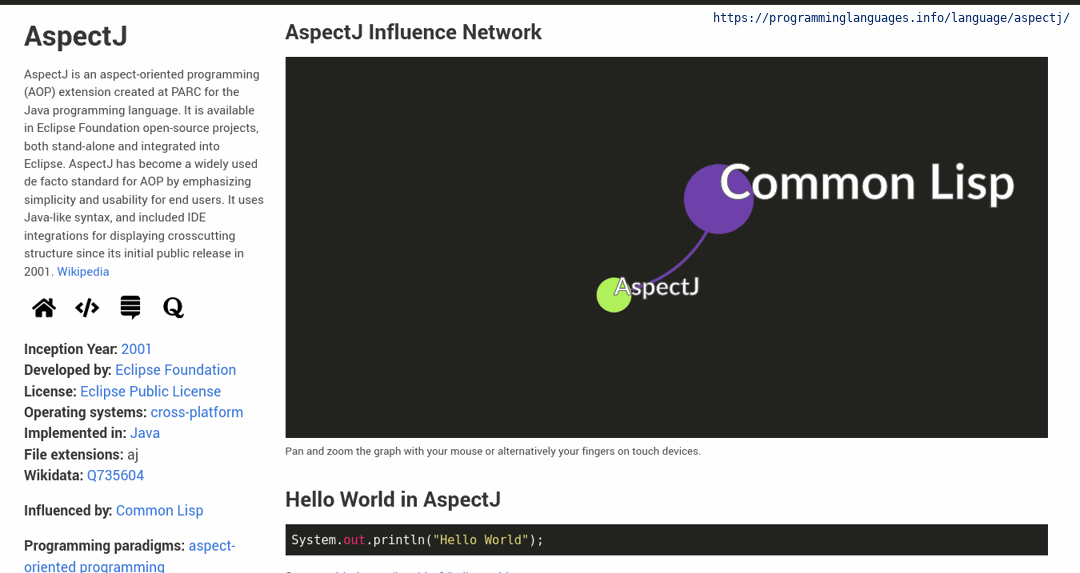 https://programminglanguages.info/language/aspectj/
AspectJ
AspectJ is an aspect-oriented programming
(AOP) extension created at PARC for the
Java programming language. It is available
in Eclipse Foundation open-source projects,
both stand-alone and integrated into
Eclipse. AspectJ has become a widely used
de facto standard for AOP by emphasizing
simplicity and usability for end users. It uses
Java-like syntax, and included IDE
integrations for displaying crosscutting
structure since its initial public release in
2001. Wikipedia
Inception Year: 2001
Developed by: Eclipse Foundation
License: Eclipse Public License
Operating systems: cross-platform
Implemented in: Java
File extensions: aj
Wikidata: Q735604
Influenced by: Common Lisp
Programming paradigms: aspect-
oriented programming
AspectJ Influence Network
Common Lisp
AspectJ
Pan and zoom the graph with your mouse or alternatively your fingers on touch devices.
Hello World in AspectJ
System.out.println("Hello World");